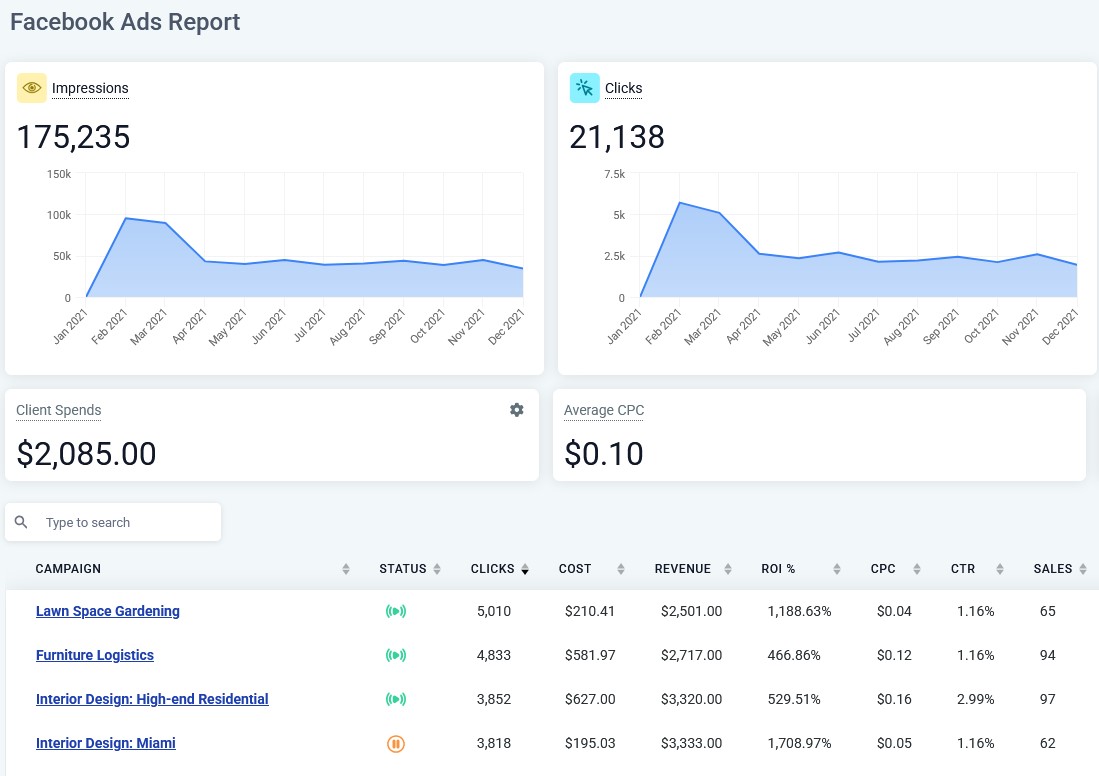 Facebook Ads Report
Impressions
175,235
150k
100k
50k
0
Jan 2021 Feb 2021 Mar 2021 Apr 2021 May 2021 Jun 2021 Jul 2021 Aug 2021 Sep 2021 Oct 2021 Nov 2021 Dec 2021
Clicks
21,138
7.5k
5k
2.5k
0
Jan 2021 Feb 2021 Mar 2021 Apr 2021 May 2021 Jun 2021 Jul 2021 Aug 2021 Sep 2021 Oct 2021 Nov 2021 Dec 2021
Client Spends
$2,085.00
Average CPC
$0.10
Type to search
CAMPAIGN STATUS CLICKS COST REVENUE ROI % CPC CTR SALES
Lawn Space Gardening 5,010 $210.41 $2,501.00 1,188.63% $0.04 1.16% 65
Furniture Logistics 4,833 $581.97 $2,717.00 466.86% $0.12 1.16% 94
Interior Design: High-end Residential 3,852 $627.00 $3,320.00 529.51% $0.16 2.99% 97
Interior Design: Miami 3,818 $195.03 $3,333.00 1,708.97% $0.05 1.16% 62